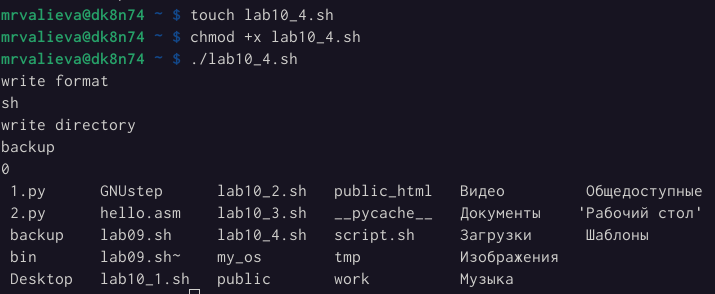 mrvalieva@dk8n74 ~ $ touch lab10_4.sh
mrvalieva@dk8n74 ~ $ chmod +x lab10_4.sh
mrvalieva@dk8n74 ~ $ ./lab10_4.sh
write format
sh
write directory
backup
0
1.py GNUstep lab10_2.sh public_html Видео Общедоступные
2.py hello.asm lab10_3.sh __pycache__ Документы 'Рабочий стол'
backup lab09.sh lab10_4.sh script.sh Загрузки Шаблоны
bin lab09.sh~ my_os tmp Изображения
Desktop lab10_1.sh public work Музыка